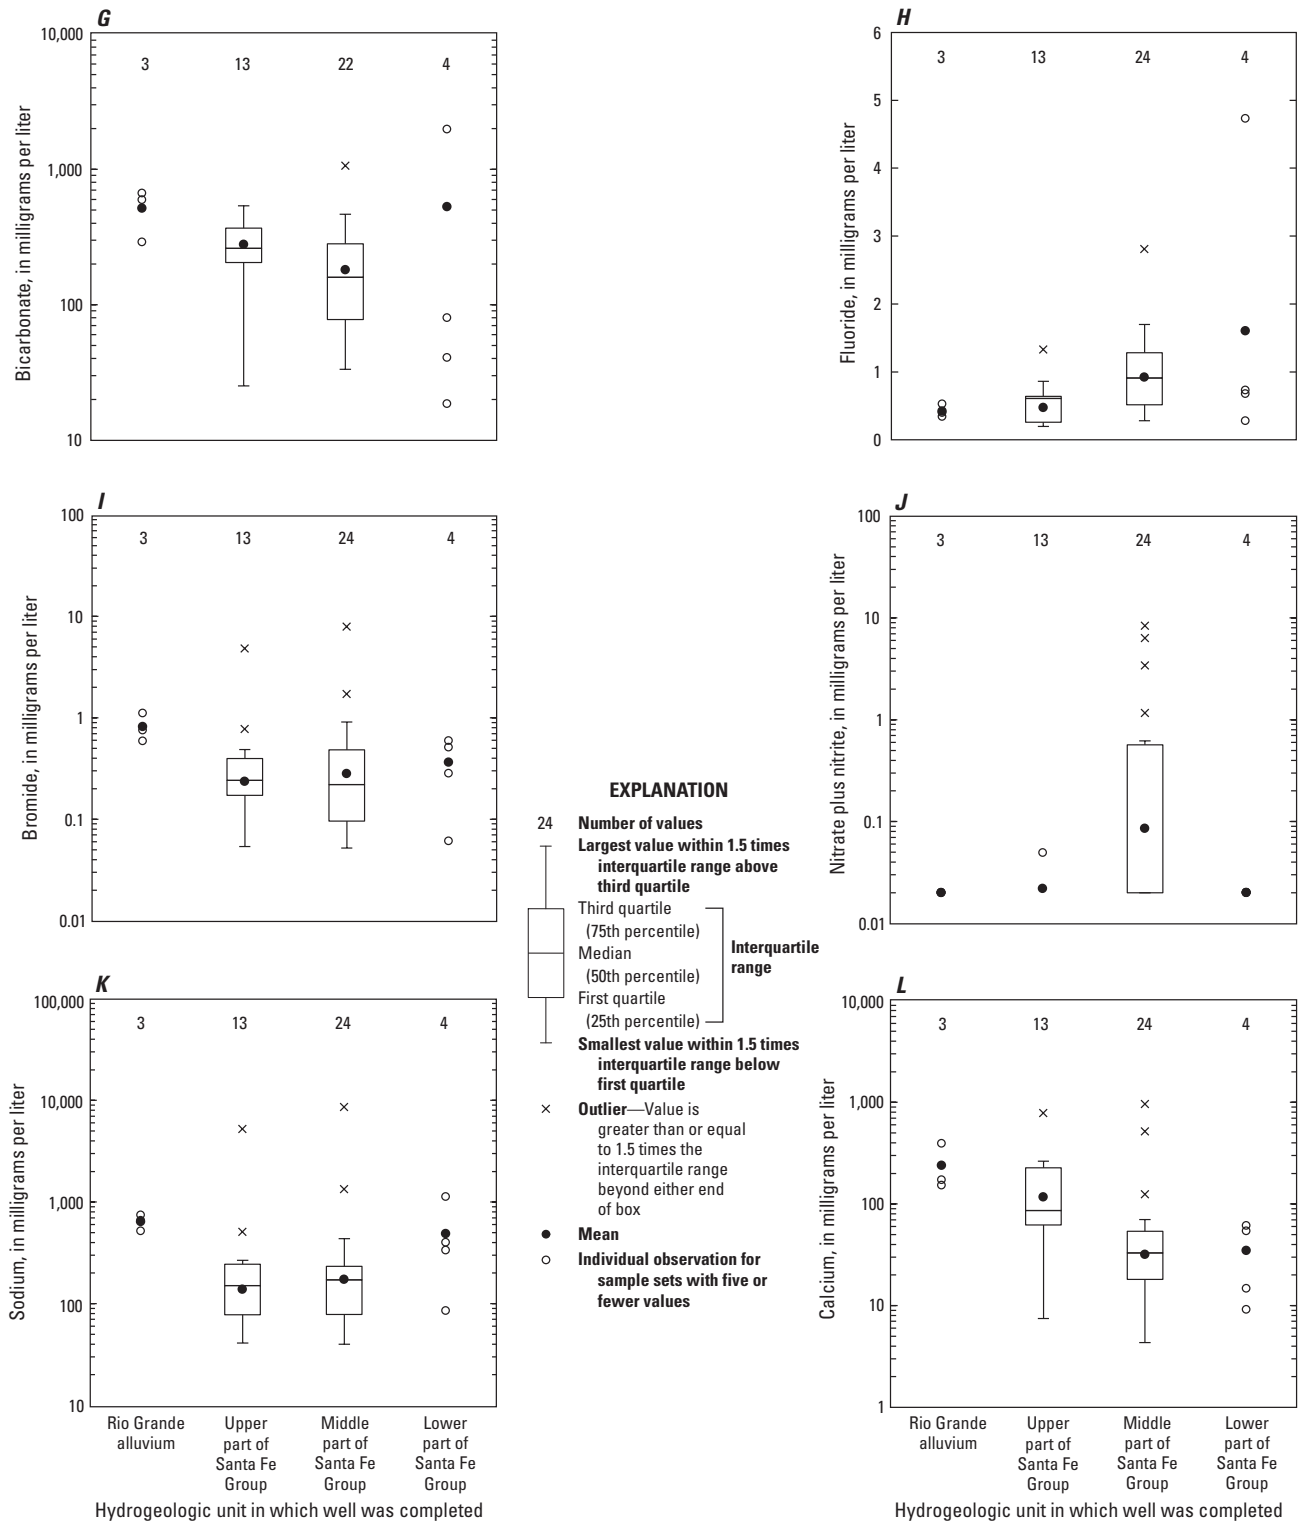 G
10,000
1,000
100
10
3
13
22
4
Bicarbonate, in milligrams per liter
H
6
5
4
3
2
1
0
3
13
24
4
Fluoride, in milligrams per liter
I
100
10
1
0.1
0.01
3
13
24
4
Bromide, in milligrams per liter
J
100
10
1
0.1
0.01
3
13
24
4
Nitrate plus nitrite, in milligrams per liter
EXPLANATION
24 Number of values
Largest value within 1.5 times
interquartile range above
third quartile
Third quartile
(75th percentile)
Median
(50th percentile)
First quartile
(25th percentile)
Interquartile
range
Smallest value within 1.5 times
interquartile range below
first quartile
× Outlier—Value is
greater than or equal
to 1.5 times the
interquartile range
beyond either end
of box
Mean
Individual observation for
sample sets with five or
fewer values
K
100,000
10,000
1,000
100
10
3
13
24
4
Sodium, in milligrams per liter
Rio Grande
alluvium
Upper
part of
Santa Fe
Group
Middle
part of
Santa Fe
Group
Lower
part of
Santa Fe
Group
Hydrogeologic unit in which well was completed
L
10,000
1,000
100
10
1
3
13
24
4
Calcium, in milligrams per liter
Rio Grande
alluvium
Upper
part of
Santa Fe
Group
Middle
part of
Santa Fe
Group
Lower
part of
Santa Fe
Group
Hydrogeologic unit in which well was completed